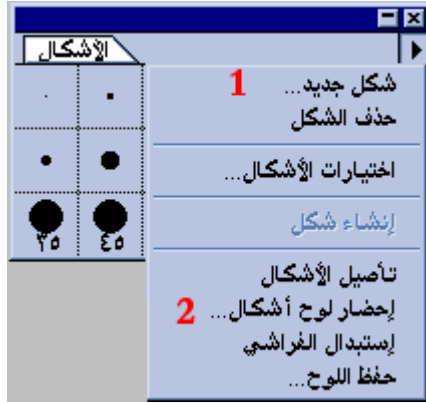 الأشكال
شكل جديد... 1
حذف الشكل
اختيارات الأشكال...
إنشاء شكل
تأصيل الأشكال
إحضار لوح أشكال... 2
إستبدال الفراشي
حفظ اللوح...
٣٥ ٤٥